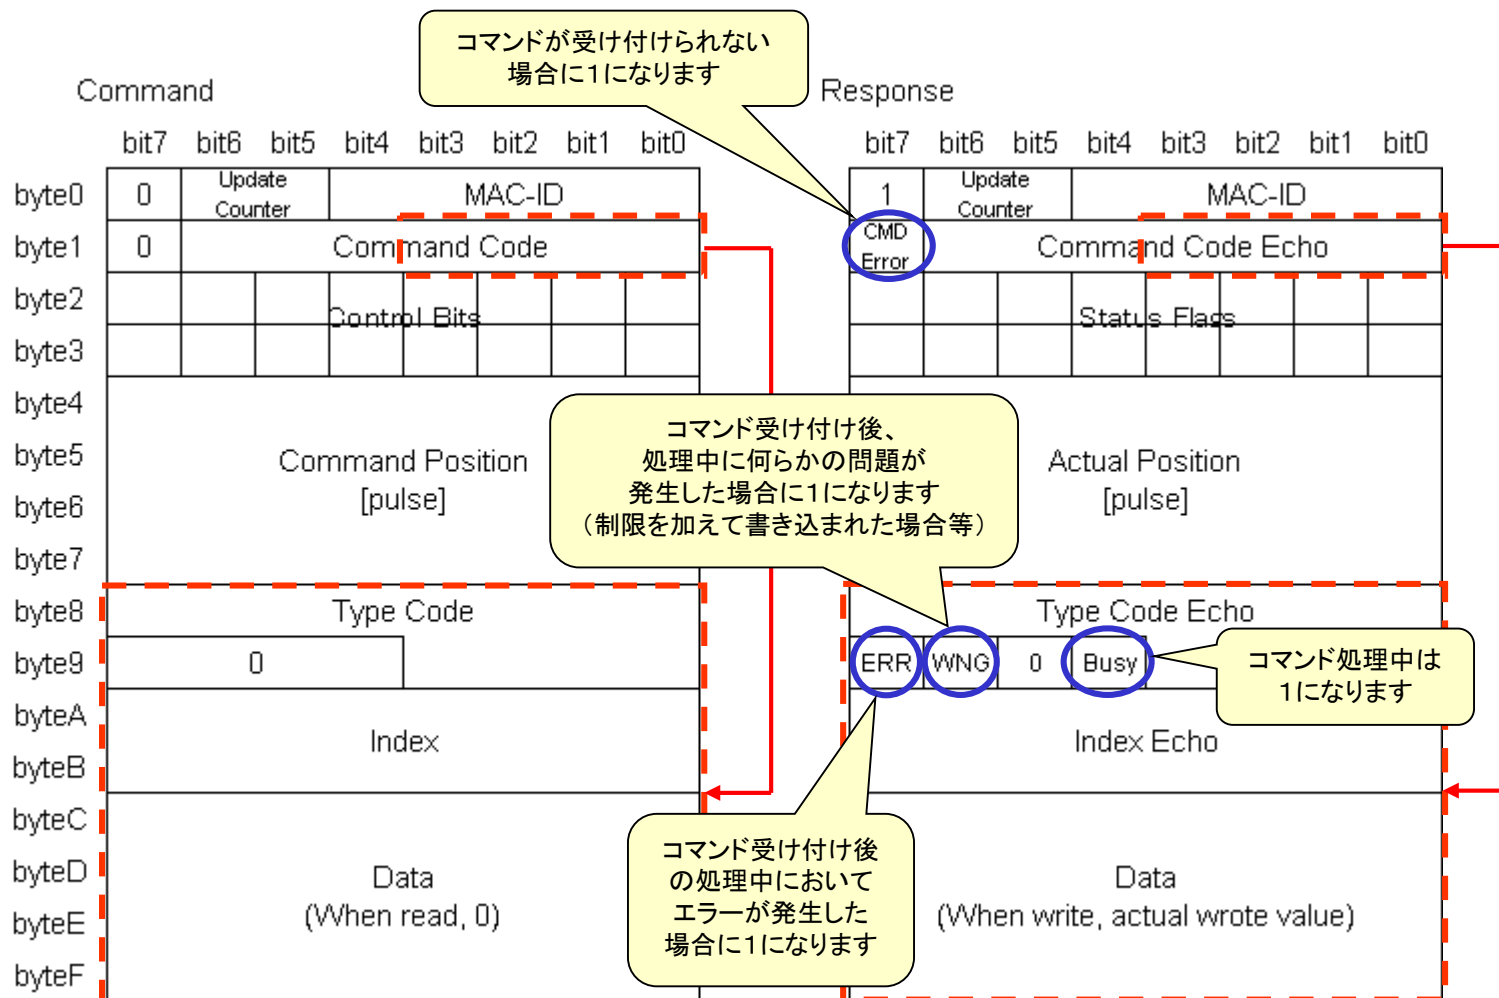 コマンドが受け付けられない
場合に1になります
Command
Response
bit7 bit6 bit5 bit4 bit3 bit2 bit1 bit0
bit7 bit6 bit5 bit4 bit3 bit2 bit1 bit0
byte0
0
Update
Counter
MAC-ID
1
Update
Counter
MAC-ID
byte1
0
Command Code
CMD
Error
Command Code Echo
byte2
Control Bits
Status Flags
byte3
byte4
byte5
byte6
byte7
Command Position
[pulse]
コマンド受け付け後、
処理中に何らかの問題が
発生した場合に1になります
(制限を加えて書き込まれた場合等)
Actual Position
[pulse]
byte8
Type Code
Type Code Echo
byte9
0
ERR
WNG
0
Busy
コマンド処理中は
1になります
byteA
byteB
Index
Index Echo
byteC
byteD
byteE
byteF
Data
(When read, 0)
コマンド受け付け後
の処理中において
エラーが発生した
場合に1になります
Data
(When write, actual wrote value)